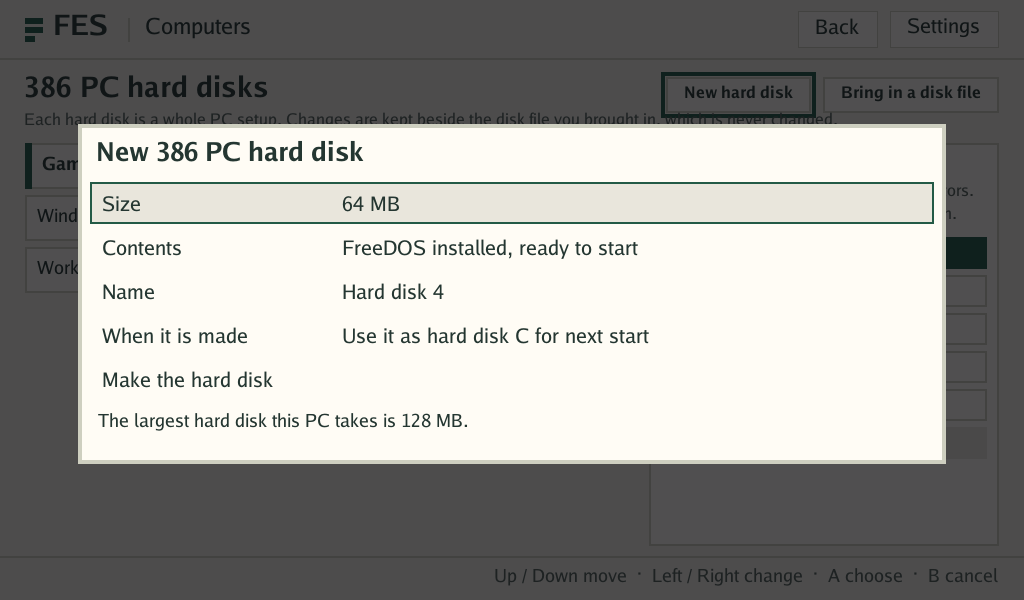 FES
Computers
Back
Settings
386 PC hard disks
New hard disk
Bring in a disk file
Each hard disk is a whole PC setup. Changes are kept beside the disk file you brought in, which is never changed.
New 386 PC hard disk
Size 64 MB
Contents FreeDOS installed, ready to start
Name Hard disk 4
When it is made Use it as hard disk C for next start
Make the hard disk
The largest hard disk this PC takes is 128 MB.
Up / Down move · Left / Right change · A choose · B cancel